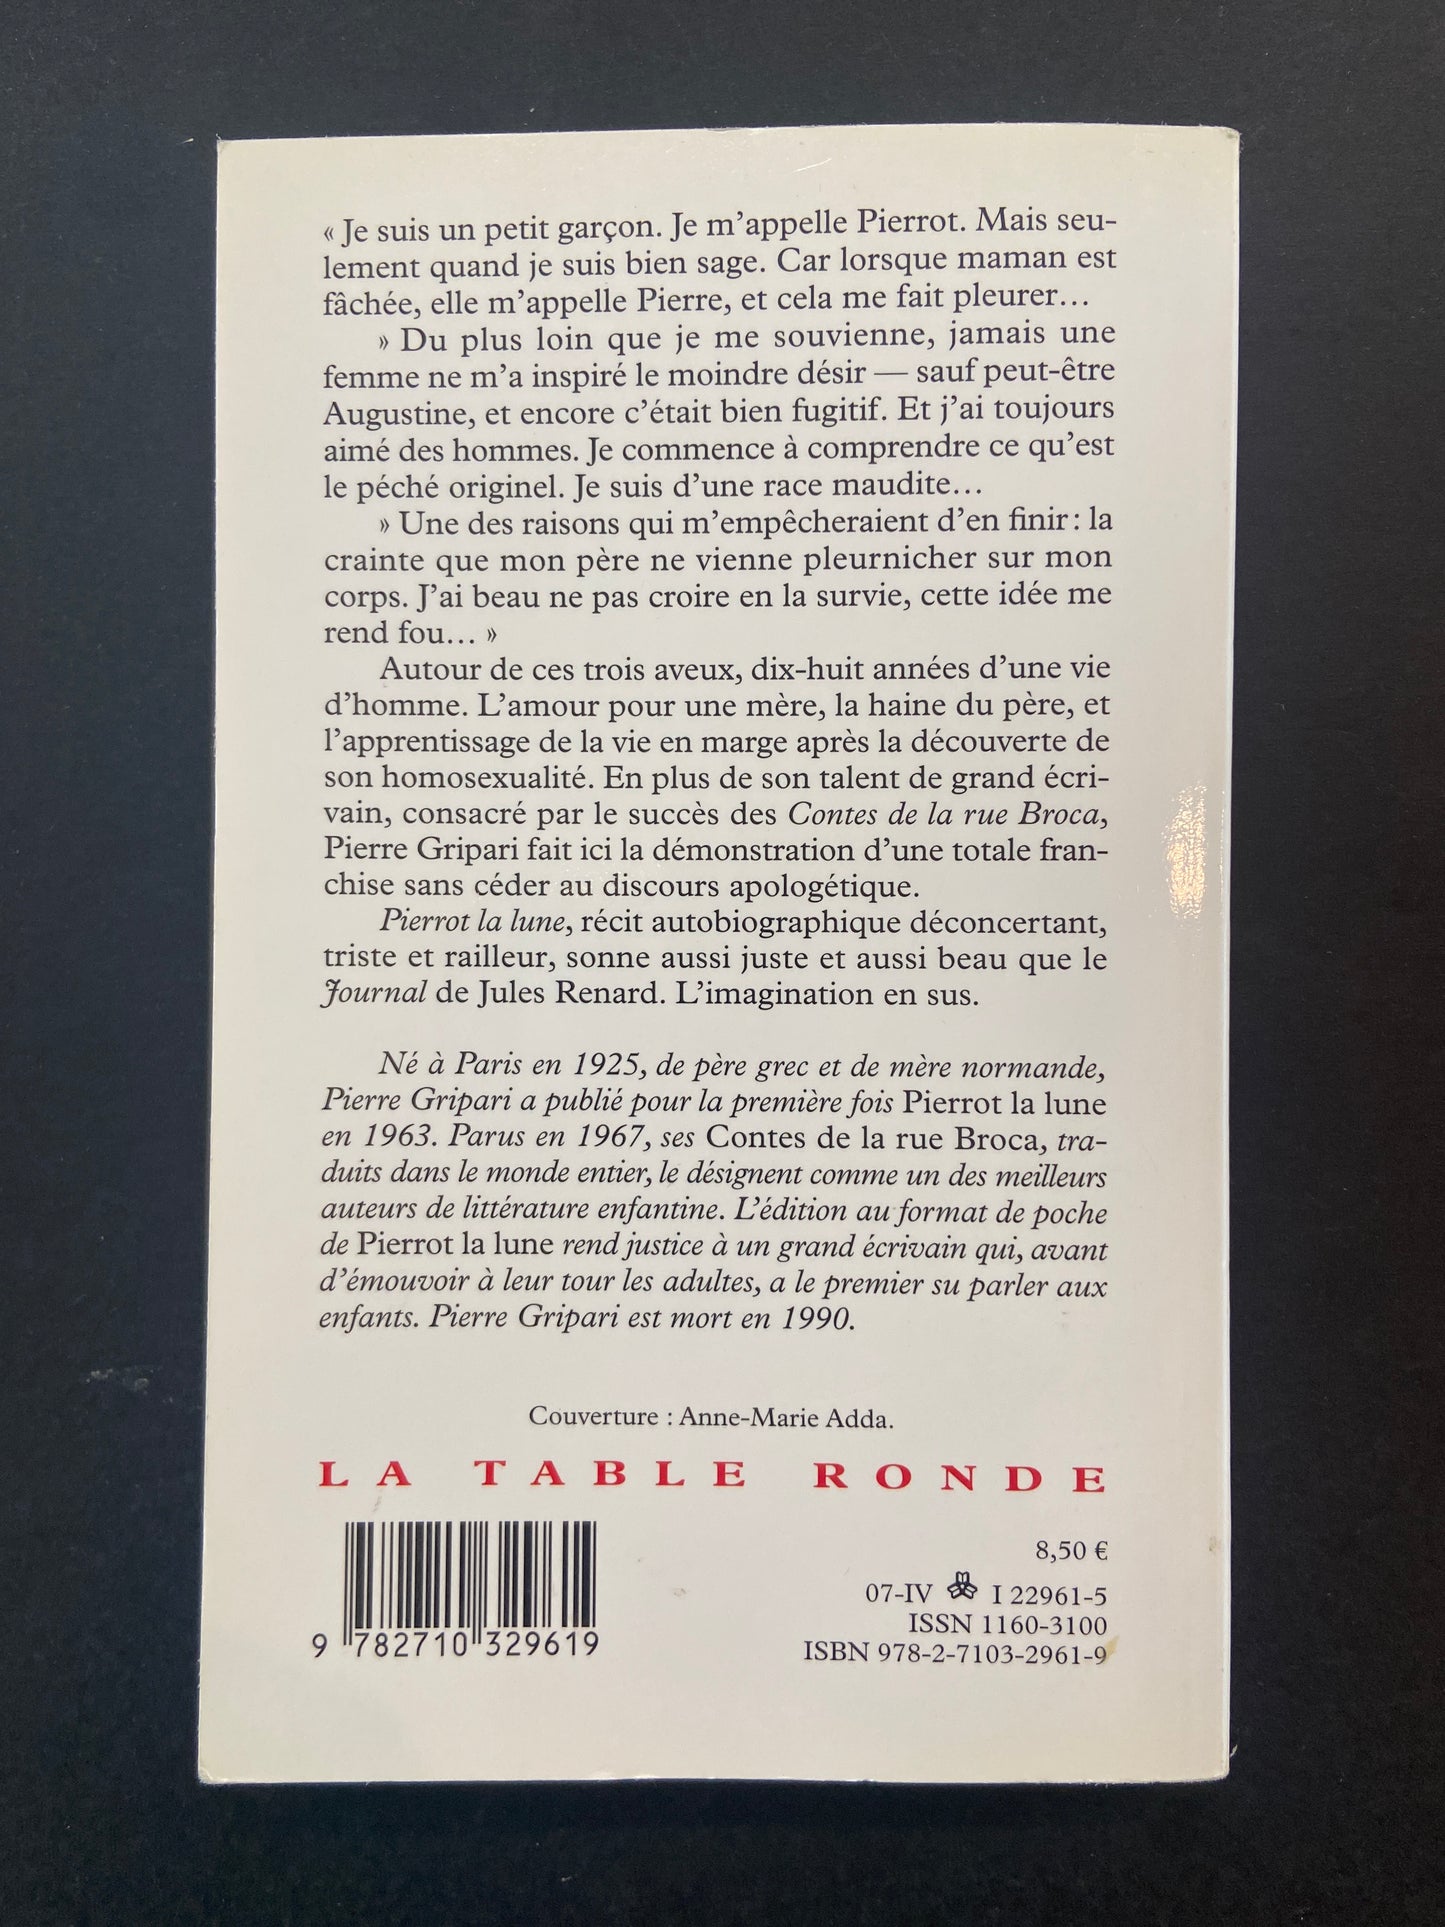 « Je suis un petit garçon. Je m'appelle Pierrot. Mais seu-
lement quand je suis bien sage. Car lorsque maman est
fâchée, elle m'appelle Pierre, et cela me fait pleurer…
» Du plus loin que je me souvienne, jamais une
femme ne m'a inspiré le moindre désir — sauf peut-être
Augustine, et encore c'était bien fugitif. Et j'ai toujours
aimé des hommes. Je commence à comprendre ce qu'est
le péché originel. Je suis d'une race maudite…
» Une des raisons qui m'empêcheraient d'en finir : la
crainte que mon père ne vienne pleurnicher sur mon
corps. J'ai beau ne pas croire en la survie, cette idée me
rend fou… »
Autour de ces trois aveux, dix-huit années d'une vie
d'homme. L'amour pour une mère, la haine du père, et
l'apprentissage de la vie en marge après la découverte de
son homosexualité. En plus de son talent de grand écri-
vain, consacré par le succès des Contes de la rue Broca,
Pierre Gripari fait ici la démonstration d'une totale fran-
chise sans céder au discours apologétique.
Pierrot la lune, récit autobiographique déconcertant,
triste et railleur, sonne aussi juste et aussi beau que le
Journal de Jules Renard. L'imagination en sus.
Né à Paris en 1925, de père grec et de mère normande,
Pierre Gripari a publié pour la première fois Pierrot la lune
en 1963. Parus en 1967, ses Contes de la rue Broca, tra-
duits dans le monde entier, le désignent comme un des meilleurs
auteurs de littérature enfantine. L'édition au format de poche
de Pierrot la lune rend justice à un grand écrivain qui, avant
d'émouvoir à leur tour les adultes, a le premier su parler aux
enfants. Pierre Gripari est mort en 1990.
Couverture : Anne-Marie Adda.
LA TABLE RONDE
8,50 €
07-IV I 22961-5
ISSN 1160-3100
ISBN 978-2-7103-2961-9
9 782710 329619